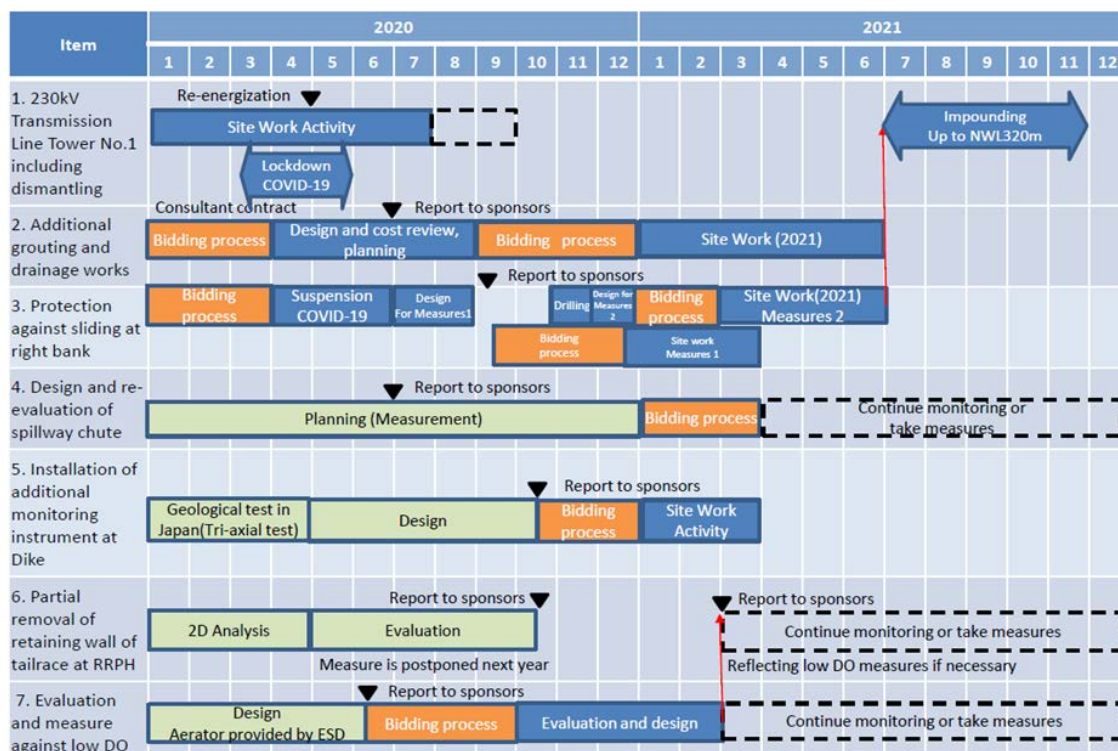 Item
2020
2021
1 2 3 4 5 6 7 8 9 10 11 12 1 2 3 4 5 6 7 8 9 10 11 12
1. 230kV
Transmission
Line Tower No.1
including
dismantling
Re-energization
Site Work Activity
Lockdown
COVID-19
Impounding
Up to NWL320m
2. Additional
grouting and
drainage works
Consultant contract
Report to sponsors
Bidding process
Design and cost review,
planning
Bidding process
Site Work (2021)
3. Protection
against sliding at
right bank
Report to sponsors
Bidding
process
Suspension
COVID-19
Design
For Measures1
Drilling
Design for
Measures
2
Bidding
process
Site Work(2021)
Measures 2
Bidding
process
Site work
Measures 1
4. Design and re-
evaluation of
spillway chute
Report to sponsors
Planning (Measurement)
Bidding process
Continue monitoring or
take measures
5. Installation of
additional
monitoring
instrument at
Dike
Report to sponsors
Geological test in
Japan(Tri-axial test)
Design
Bidding
process
Site Work
Activity
6. Partial
removal of
retaining wall of
tailrace at RRPH
Report to sponsors
Report to sponsors
2D Analysis
Evaluation
Continue monitoring or take measures
Measure is postponed next year
Reflecting low DO measures if necessary
7. Evaluation
and measure
against low DO
Report to sponsors
Design
Aerator provided by ESD
Bidding process
Evaluation and design
Continue monitoring or take measures